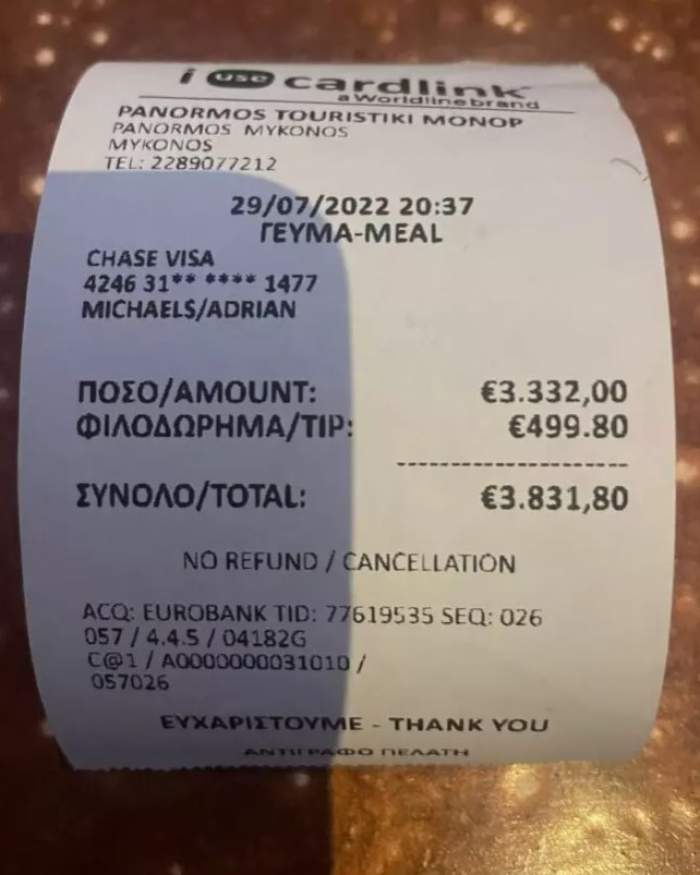 i use cardlink
a Worldline brand
PANORMOS TOURISTIKI MONOP
PANORMOS MYKONOS
MYKONOS
TEL: 2289077212
29/07/2022 20:37
ΓΕΥΜΑ-MEAL
CHASE VISA
4246 31** **** 1477
MICHAELS/ADRIAN
ΠΟΣΟ/AMOUNT: €3.332,00
ΦΙΛΟΔΩΡΗΜΑ/TIP: €499.80
------------------------
ΣΥΝΟΛΟ/TOTAL: €3.831,80
NO REFUND / CANCELLATION
ACQ: EUROBANK TID: 77619535 SEQ: 026
057 / 4.4.5 / 04182G
C@1 / A0000000031010 /
057026
ΕΥΧΑΡΙΣΤΟΥΜΕ - THANK YOU
ΑΝΤΙΓΡΑΦΟ ΠΕΛΑΤΗ